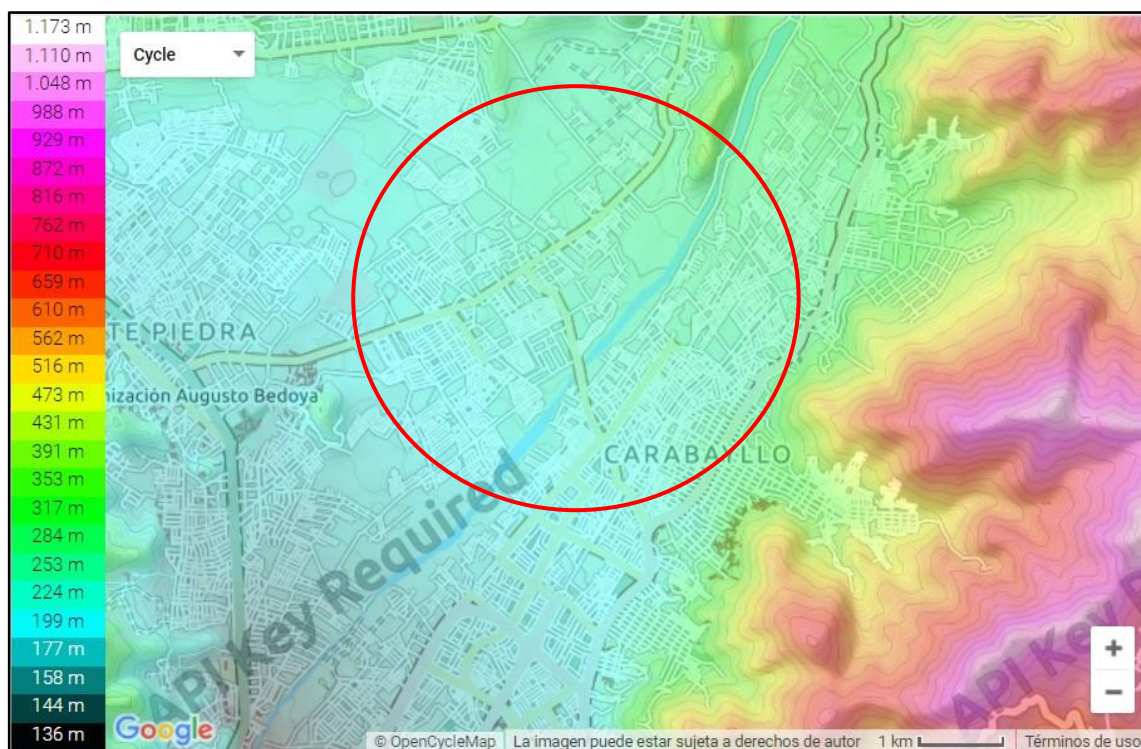 1.173 m
1.110 m
1.048 m
988 m
929 m
872 m
816 m
762 m
710 m
659 m
610 m
562 m
516 m
473 m
431 m
391 m
353 m
317 m
284 m
253 m
224 m
199 m
177 m
158 m
144 m
136 m
Cycle
TE PIEDRA
nización Augusto Bedoya
CARABAYLLO
API Key Required
API Key R
+
−
Google
© OpenCycleMap La imagen puede estar sujeta a derechos de autor 1 km Términos de uso